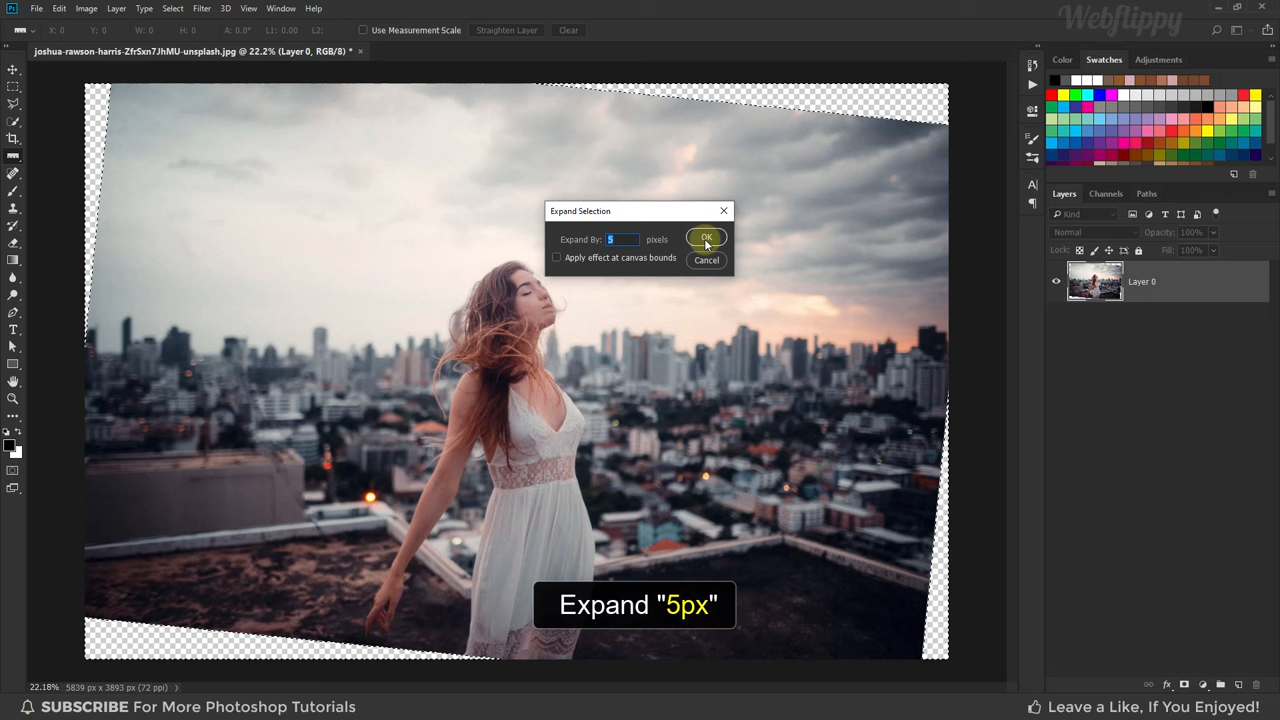 Ps File Edit Image Layer Type Select Filter 3D View Window Help
Webflippy
X: 0 Y: 0 W: 0 H: 0 A: 0.0° L1: 0.00 L2: Use Measurement Scale Straighten Layer Clear
joshua-rawson-harris-ZfrSxn7JhMU-unsplash.jpg @ 22.2% (Layer 0, RGB/8) *
Color Swatches Adjustments
Layers Channels Paths
Kind
Normal Opacity: 100%
Lock: Fill: 100%
Layer 0
Expand Selection
Expand By: 5 pixels OK
Apply effect at canvas bounds Cancel
Expand "5px"
22.18% 5839 px x 3893 px (72 ppi)
SUBSCRIBE For More Photoshop Tutorials Leave a Like, If You Enjoyed!